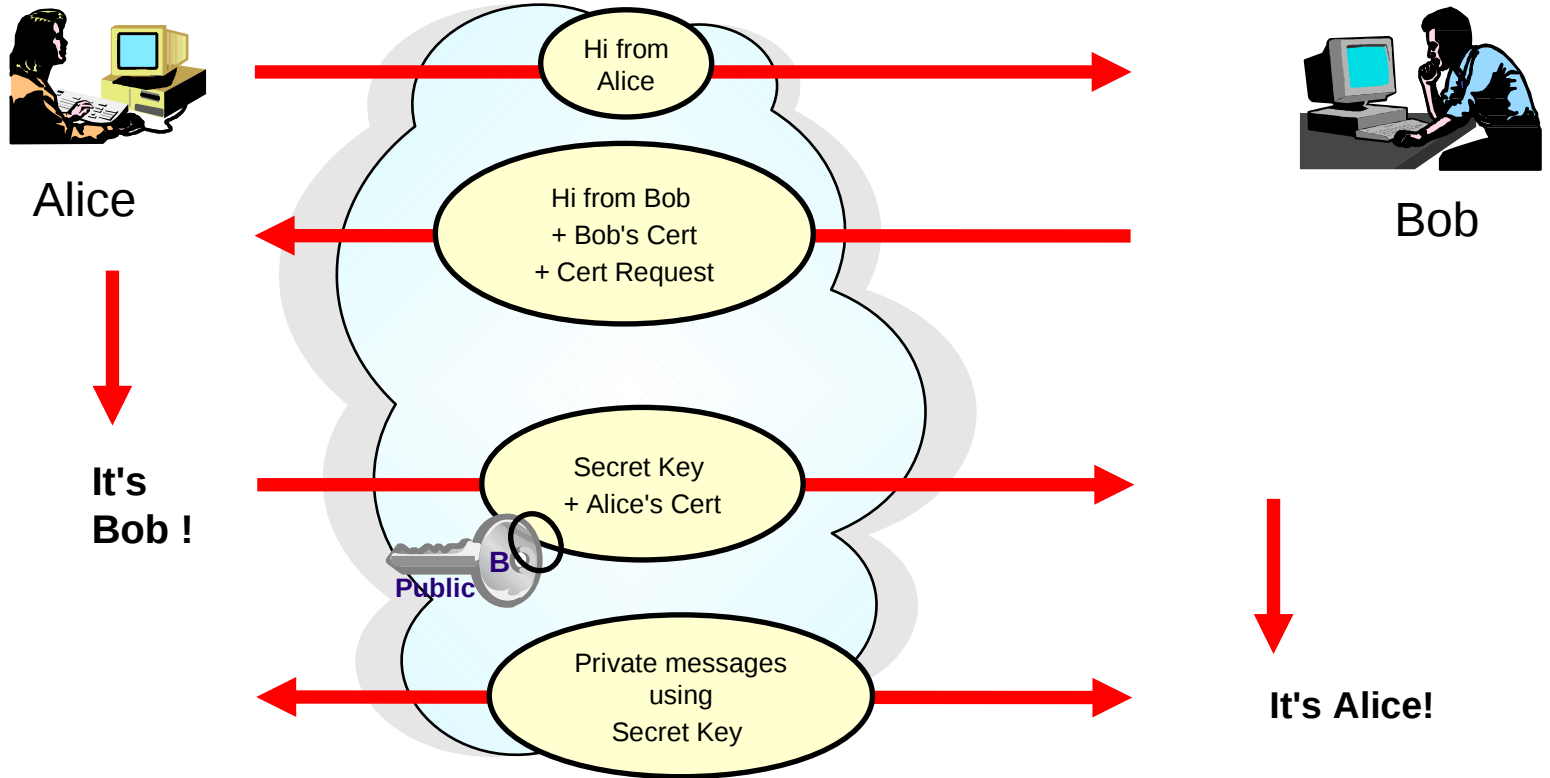 Hi from
Alice
Alice
Hi from Bob
+ Bob's Cert
+ Cert Request
Bob
It's
Bob !
Secret Key
+ Alice's Cert
B
Public
Private messages
using
Secret Key
It's Alice!